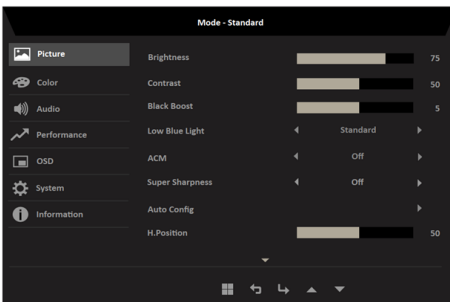 Mode - Standard
Picture
Color
Audio
Performance
OSD
System
Information
Brightness 75
Contrast 50
Black Boost 5
Low Blue Light Standard
ACM Off
Super Sharpness Off
Auto Config
H.Position 50